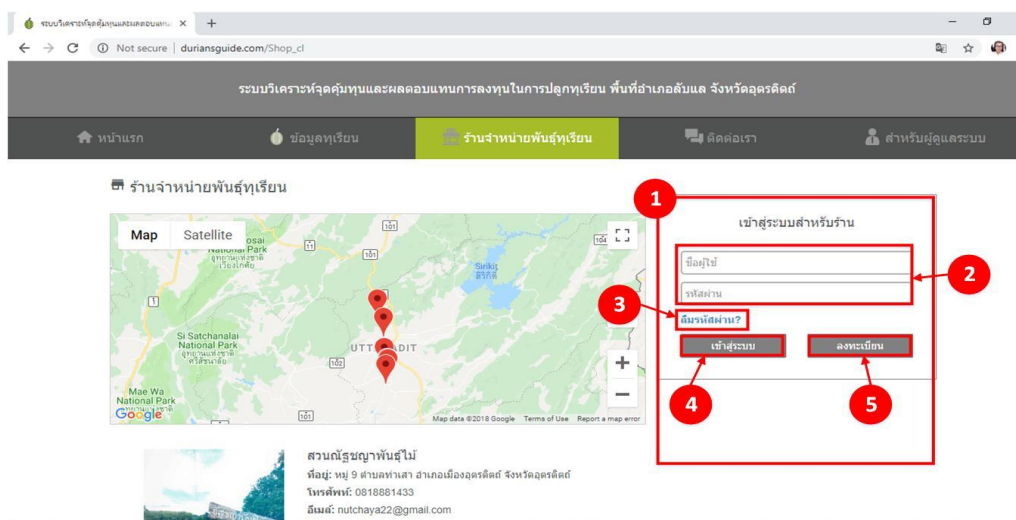 ระบบวิเคราะห์จุดคุ้มทุนและผลตอบแทน
Not secure | duriansguide.com/Shop_cl
ระบบวิเคราะห์จุดคุ้มทุนและผลตอบแทนการลงทุนในการปลูกทุเรียน พื้นที่อำเภอลับแล จังหวัดอุตรดิตถ์
หน้าแรก ข้อมูลทุเรียน ร้านจำหน่ายพันธุ์ทุเรียน ติดต่อเรา สำหรับผู้ดูแลระบบ
ร้านจำหน่ายพันธุ์ทุเรียน
1
เข้าสู่ระบบสำหรับร้าน
Map Satellite
National Park
101
11
101
Sirikit
สิริกิติ์
ชื่อผู้ใช้
2
รหัสผ่าน
1
3
ลืมรหัสผ่าน?
Si Satchanalai
National Park
102
เข้าสู่ระบบ ลงทะเบียน
4 5
Mae Wa
National Park
Google
101
Map data ©2018 Google Terms of Use Report a map error
สวนณัฐชญาพันธุ์ไม้
ที่อยู่: หมู่ 9 ตำบลท่าเสา อำเภอเมืองอุตรดิตถ์ จังหวัดอุตรดิตถ์
โทรศัพท์: 0818881433
อีเมล์: nutchaya22@gmail.com